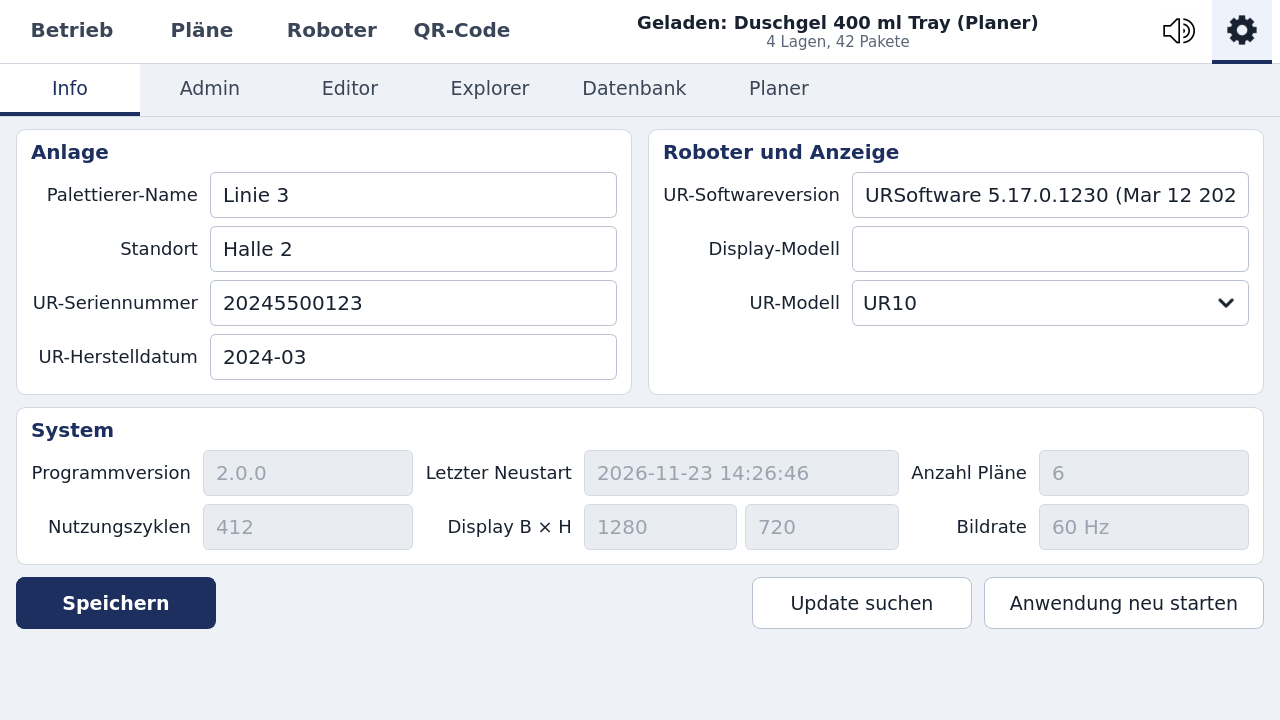 Betrieb Pläne Roboter QR-Code
Geladen: Duschgel 400 ml Tray (Planer)
4 Lagen, 42 Pakete
Info Admin Editor Explorer Datenbank Planer
Anlage
Palettierer-Name Linie 3
Standort Halle 2
UR-Seriennummer 20245500123
UR-Herstelldatum 2024-03
Roboter und Anzeige
UR-Softwareversion URSoftware 5.17.0.1230 (Mar 12 202
Display-Modell
UR-Modell UR10
System
Programmversion 2.0.0 Letzter Neustart 2026-11-23 14:26:46 Anzahl Pläne 6
Nutzungszyklen 412 Display B × H 1280 720 Bildrate 60 Hz
Speichern Update suchen Anwendung neu starten